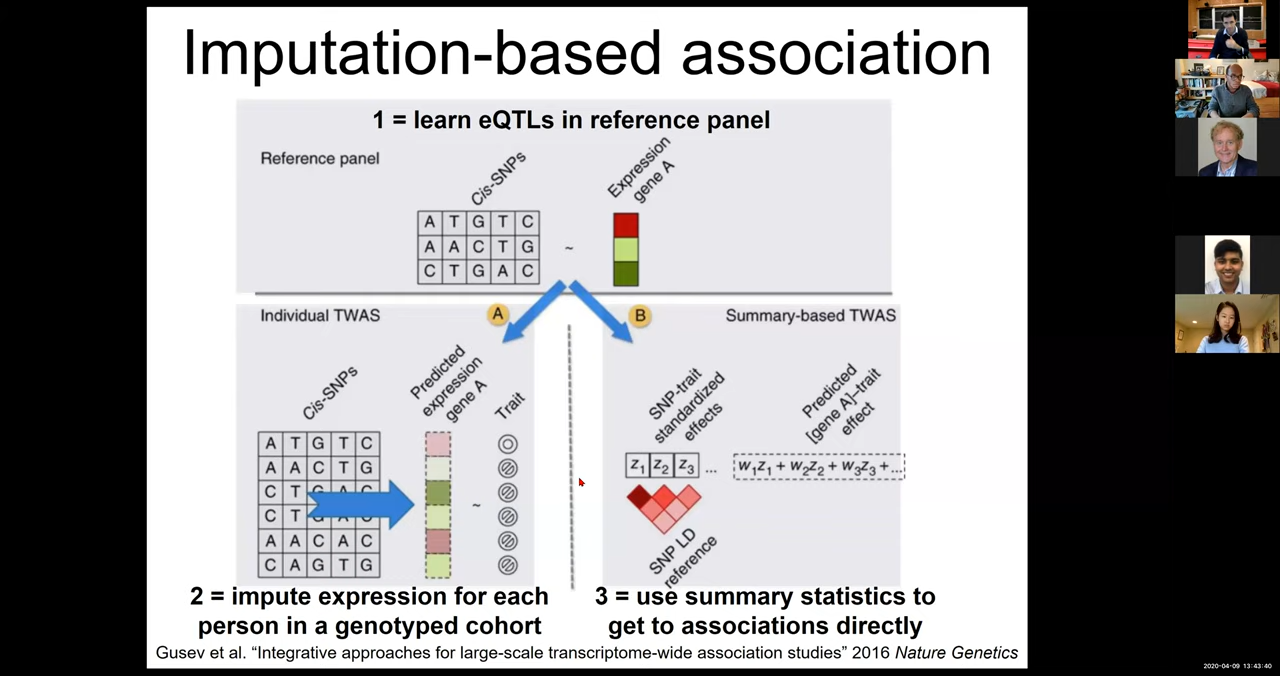 Imputation-based association
1 = learn eQTLs in reference panel
Reference panel
Cis-SNPs
Expression
gene A
A T G T C
A A C T G
~
C T G A C
A
B
Individual TWAS
Summary-based TWAS
Cis-SNPs
Predicted
expression
gene A
Trait
A T G T C
A A C T G
C T G A C
C T G A C
~
A A C A C
C A G T G
SNP-trait
standardized
effects
Predicted
[gene A]–trait
effect
z1 z2 z3 ...
w1z1 + w2z2 + w3z3 +...
SNP LD
reference
2 = impute expression for each
person in a genotyped cohort
3 = use summary statistics to
get to associations directly
Gusev et al. “Integrative approaches for large-scale transcriptome-wide association studies” 2016 Nature Genetics
2020-04-09 13:43:40